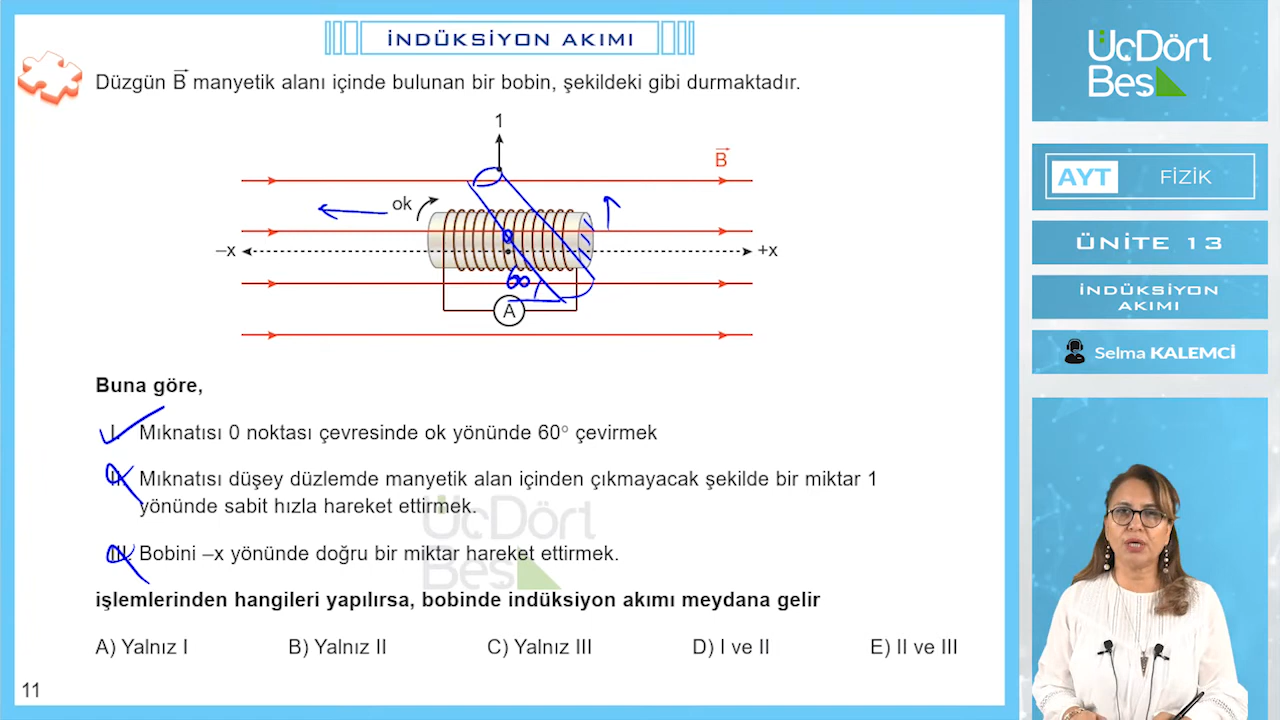 İNDÜKSİYON AKIMI
Düzgün B manyetik alanı içinde bulunan bir bobin, şekildeki gibi durmaktadır.
1
B
ok
–x
+x
0
60
A
Buna göre,
I. Mıknatısı 0 noktası çevresinde ok yönünde 60° çevirmek
II. Mıknatısı düşey düzlemde manyetik alan içinden çıkmayacak şekilde bir miktar 1
yönünde sabit hızla hareket ettirmek.
III. Bobini –x yönünde doğru bir miktar hareket ettirmek.
işlemlerinden hangileri yapılırsa, bobinde indüksiyon akımı meydana gelir
A) Yalnız I
B) Yalnız II
C) Yalnız III
D) I ve II
E) II ve III
11
ÜçDört
Beş
ÜçDört
Beş
AYT FİZİK
ÜNİTE 13
İNDÜKSİYON
AKIMI
Selma KALEMCİ